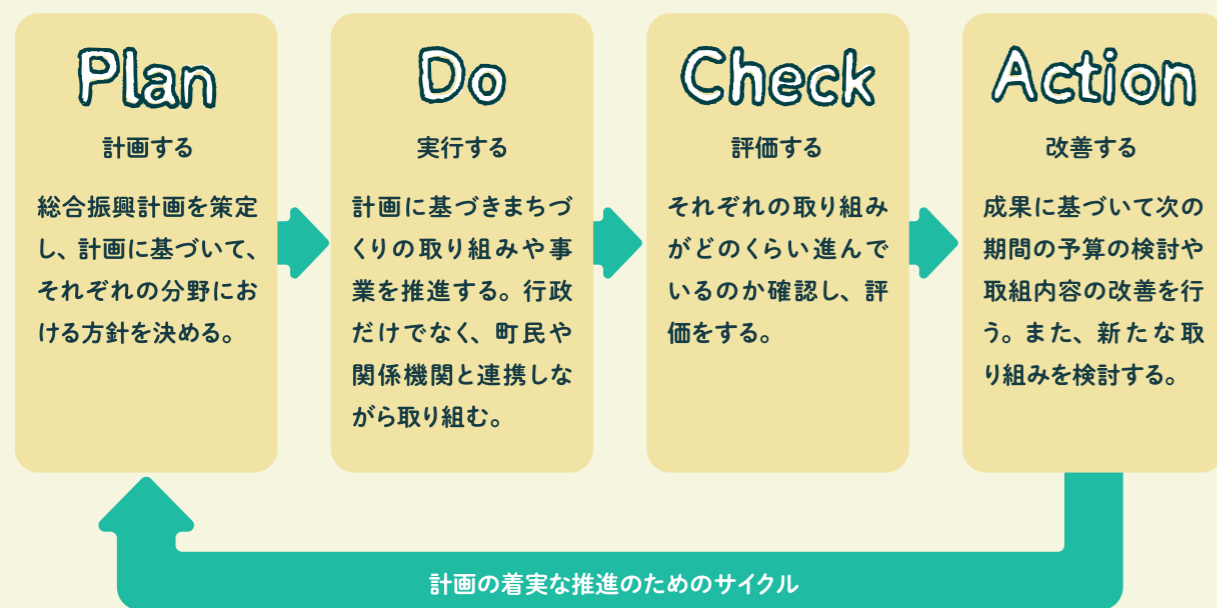 Plan
計画する
総合振興計画を策定
し、計画に基づいて、
それぞれの分野にお
ける方針を決める。
Do
実行する
計画に基づきまちづ
くりの取り組みや事
業を推進する。行政
だけでなく、町民や
関係機関と連携しな
がら取り組む。
Check
評価する
それぞれの取り組み
がどのくらい進んで
いるのか確認し、評
価をする。
Action
改善する
成果に基づいて次の
期間の予算の検討や
取組内容の改善を行
う。また、新たな取
り組みを検討する。
計画の着実な推進のためのサイクル